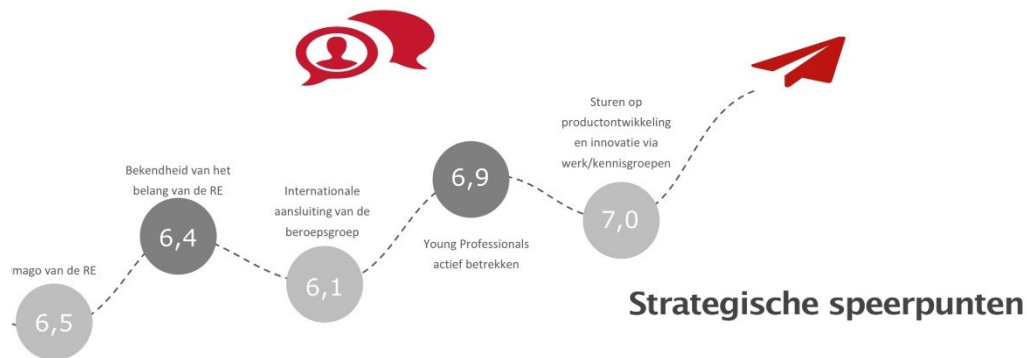 mago van de RE
6,5
Bekendheid van het
belang van de RE
6,4
Internationale
aansluiting van de
beroepsgroep
6,1
6,9
Young Professionals
actief betrekken
Sturen op
productontwikkeling
en innovatie via
werk/kennisgroepen
7,0
Strategische speerpunten